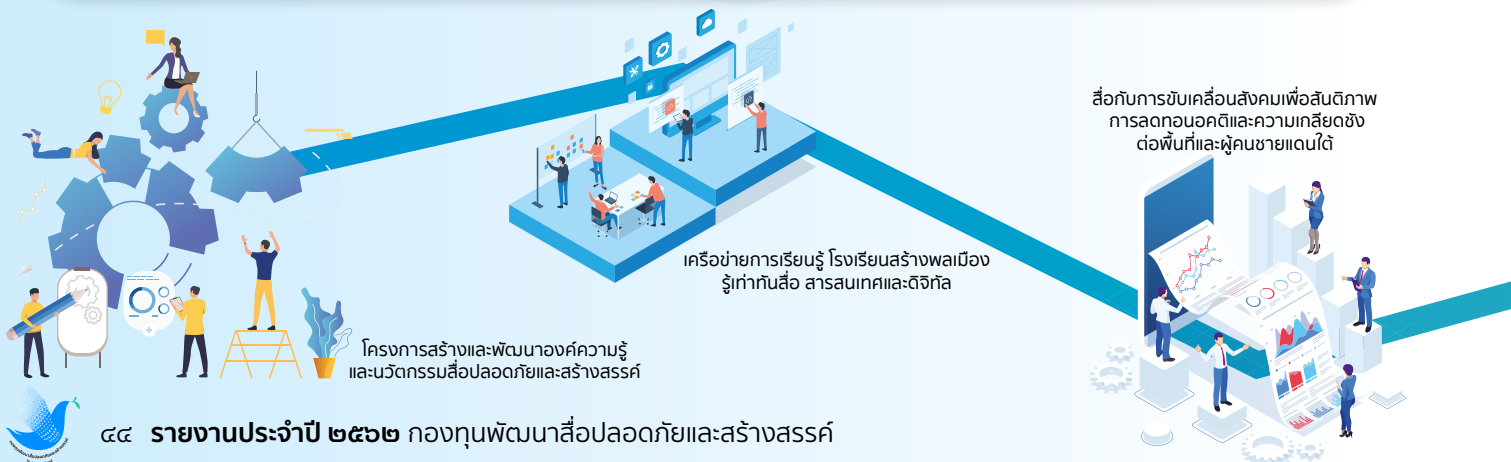 สื่อกับการขับเคลื่อนสังคมเพื่อสันติภาพ
การลดทอนอคติและความเกลียดชัง
ต่อพื้นที่และผู้คนชายแดนใต้
เครือข่ายการเรียนรู้ โรงเรียนสร้างพลเมือง
รู้เท่าทันสื่อ สารสนเทศและดิจิทัล
โครงการสร้างและพัฒนาองค์ความรู้
และนวัตกรรมสื่อปลอดภัยและสร้างสรรค์
๔๔ รายงานประจำปี ๒๕๖๒ กองทุนพัฒนาสื่อปลอดภัยและสร้างสรรค์